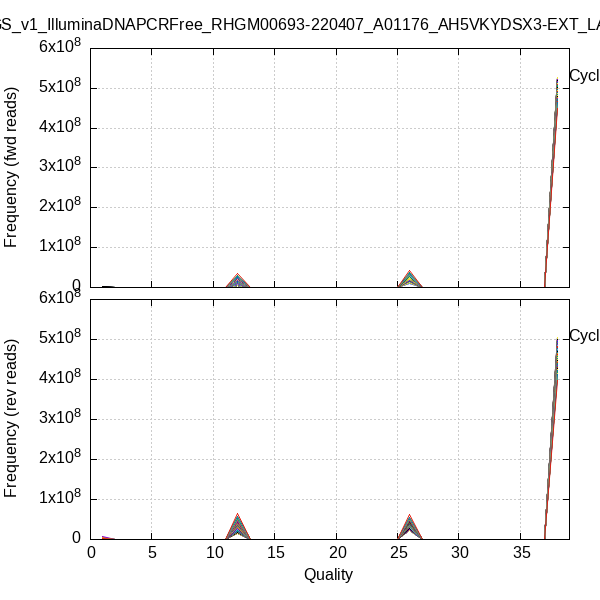 S_v1_IlluminaDNAPCRFree_RHGM00693-220407_A01176_AH5VKYDSX3-EXT_LA
6x10^8
5x10^8
4x10^8
3x10^8
2x10^8
1x10^8
0
Frequency (fwd reads)
Cycl
6x10^8
5x10^8
4x10^8
3x10^8
2x10^8
1x10^8
0
Frequency (rev reads)
Cycl
0 5 10 15 20 25 30 35
Quality